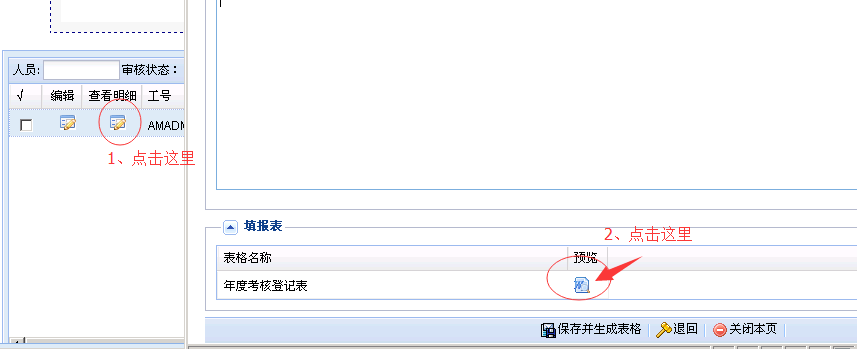 人员: 审核状态：
√ 编辑 查看明细 工号
AMADM
1、点击这里
填报表
2、点击这里
表格名称 预览
年度考核登记表
保存并生成表格 退回 关闭本页